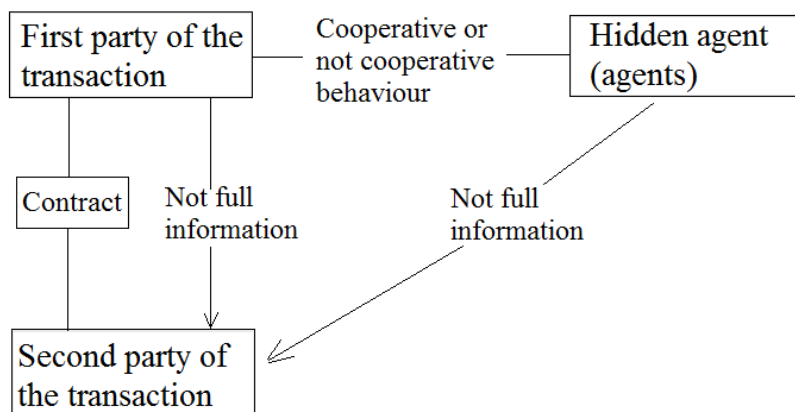 First party of the
transaction
Cooperative or
not cooperative
behaviour
Hidden agent
(agents)
Contract
Not full
information
Not full
information
Second party of
the transaction